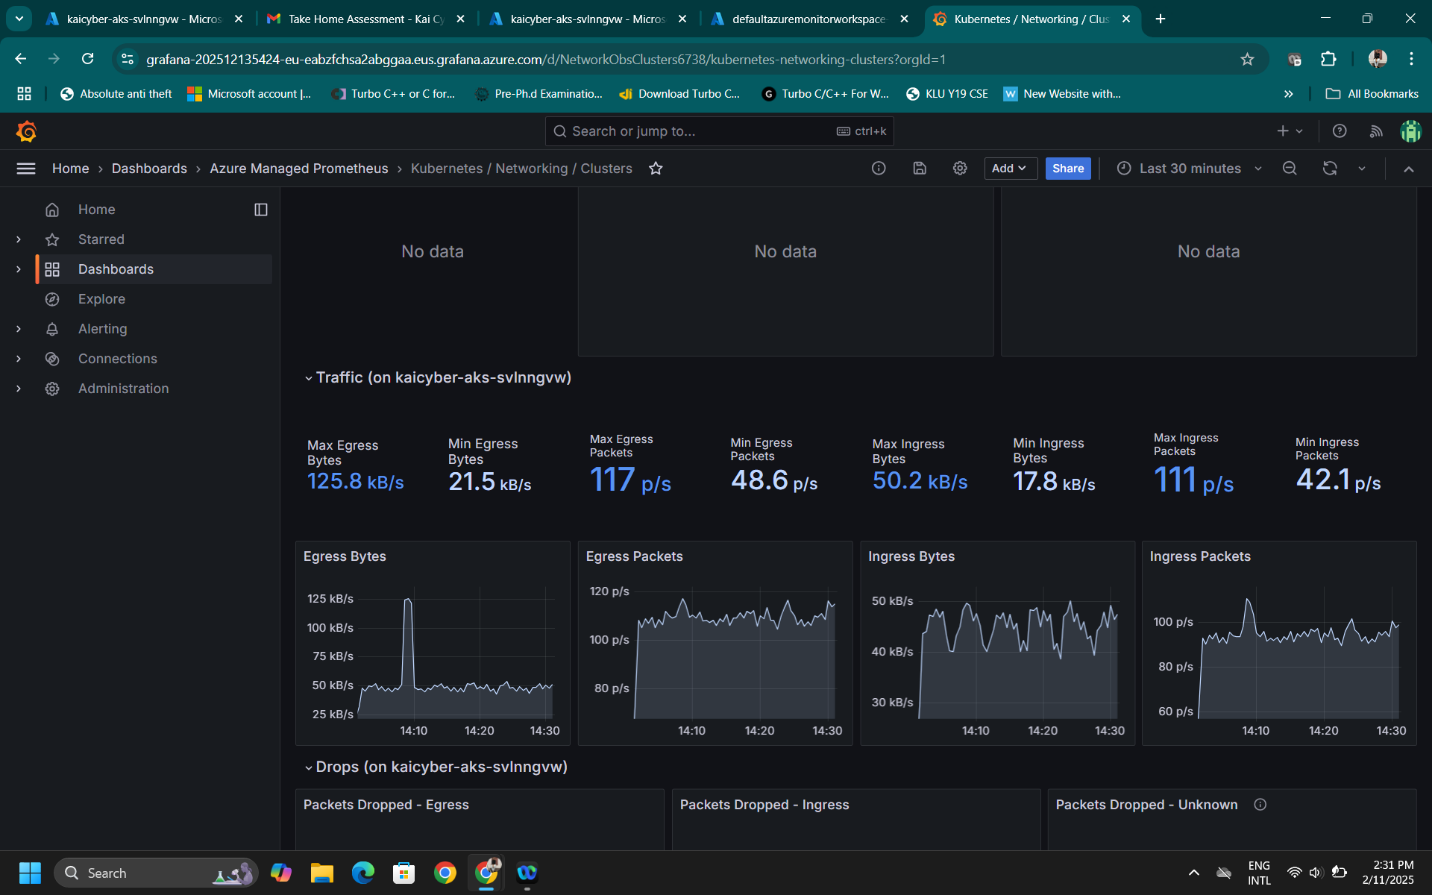 kaicyber-aks-svlnngvw - Micros
Take Home Assessment - Kai Cy
kaicyber-aks-svlnngvw - Micros
defaultazuremonitorworkspace
Kubernetes / Networking / Clus
grafana-202512135424-eu-eabzfchsa2abggaa.eus.grafana.azure.com/d/NetworkObsClusters6738/kubernetes-networking-clusters?orgId=1
Absolute anti theft
Microsoft account |...
Turbo C++ or C for...
Pre-Ph.d Examinatio...
Download Turbo C...
Turbo C/C++ For W...
KLU Y19 CSE
New Website with...
All Bookmarks
Search or jump to...
ctrl+k
Home › Dashboards › Azure Managed Prometheus › Kubernetes / Networking / Clusters
Add
Share
Last 30 minutes
Home
Starred
Dashboards
Explore
Alerting
Connections
Administration
No data
No data
No data
Traffic (on kaicyber-aks-svlnngvw)
Max Egress
Bytes
125.8 kB/s
Min Egress
Bytes
21.5 kB/s
Max Egress
Packets
117 p/s
Min Egress
Packets
48.6 p/s
Max Ingress
Bytes
50.2 kB/s
Min Ingress
Bytes
17.8 kB/s
Max Ingress
Packets
111 p/s
Min Ingress
Packets
42.1 p/s
Egress Bytes
125 kB/s
100 kB/s
75 kB/s
50 kB/s
25 kB/s
14:10
14:20
14:30
Egress Packets
120 p/s
100 p/s
80 p/s
14:10
14:20
14:30
Ingress Bytes
50 kB/s
40 kB/s
30 kB/s
14:10
14:20
14:30
Ingress Packets
100 p/s
80 p/s
60 p/s
14:10
14:20
14:30
Drops (on kaicyber-aks-svlnngvw)
Packets Dropped - Egress
Packets Dropped - Ingress
Packets Dropped - Unknown
Search
ENG
INTL
2:31 PM
2/11/2025